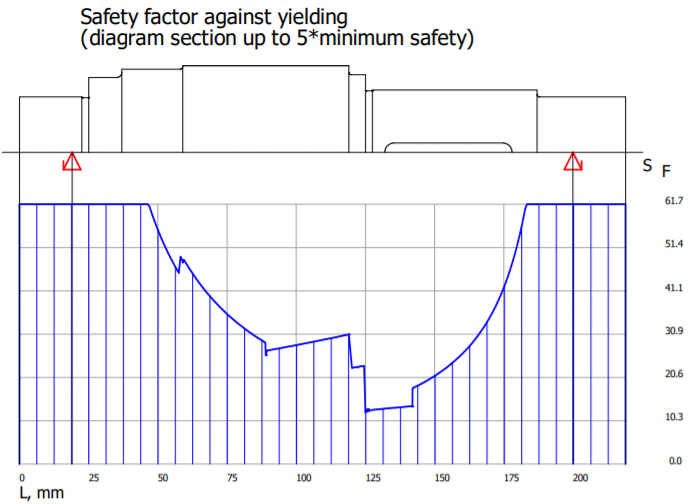 Safety factor against yielding
(diagram section up to 5*minimum safety)
S F
61.7
51.4
41.1
30.9
20.6
10.3
0.0
0 25 50 75 100 125 150 175 200
L, mm